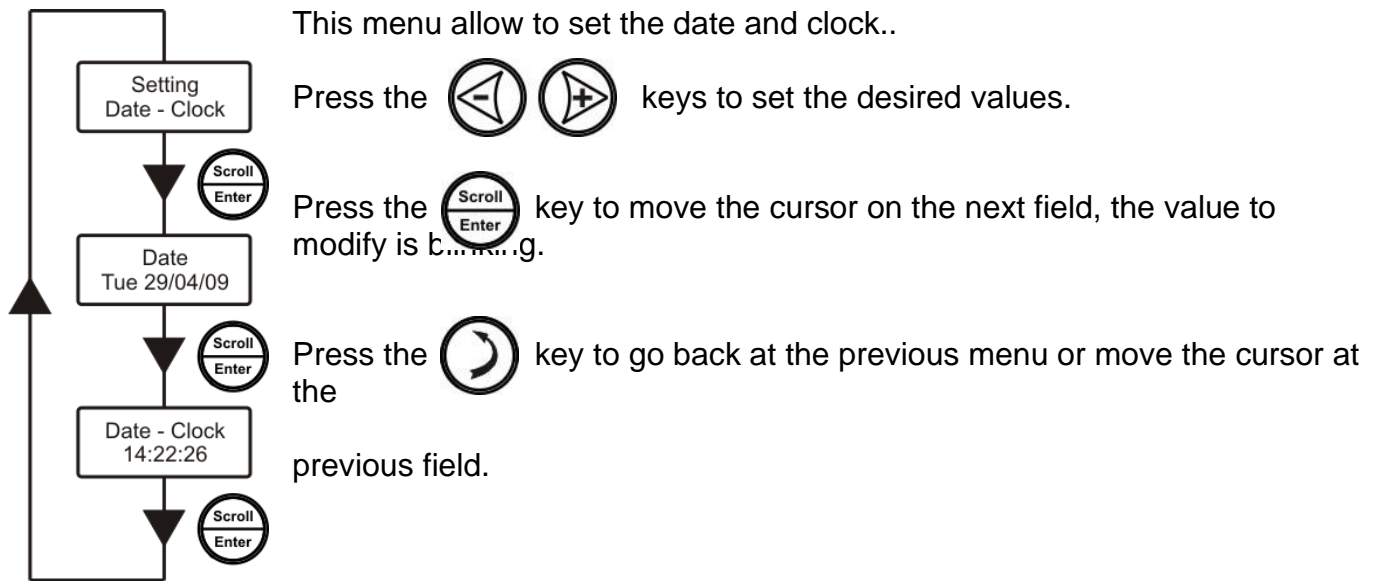 This menu allow to set the date and clock..
Setting
Date - Clock
Press the - + keys to set the desired values.
Scroll
Enter
Press the Scroll Enter key to move the cursor on the next field, the value to
modify is
Date
Tue 29/04/09
Scroll
Enter
Press the key to go back at the previous menu or move the cursor at
the
Date - Clock
14:22:26
previous field.
Scroll
Enter